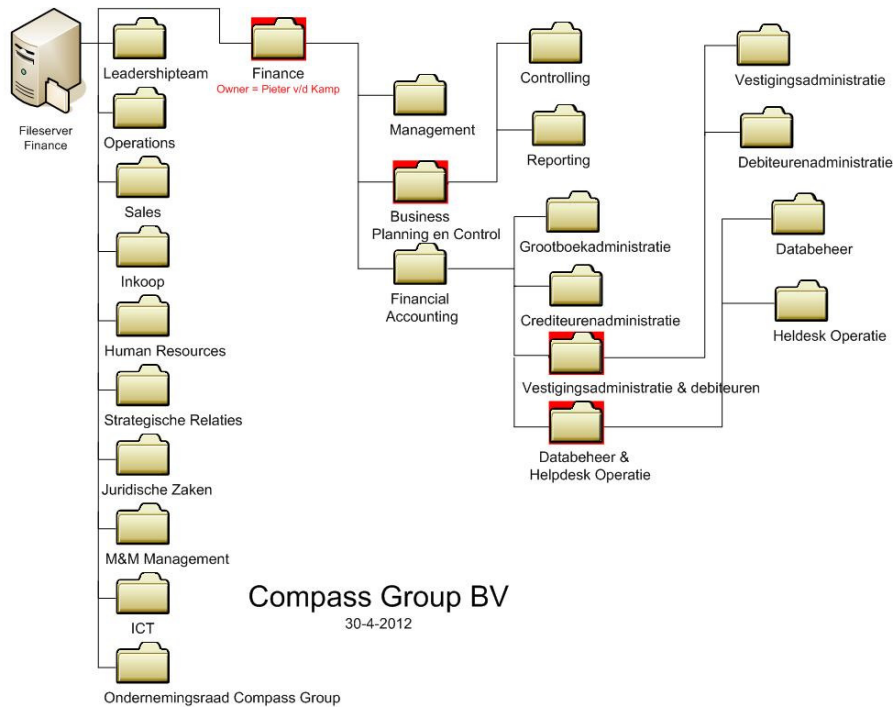 Fileserver
Finance
Leadershipteam
Operations
Sales
Inkoop
Human Resources
Strategische Relaties
Juridische Zaken
M&M Management
ICT
Ondernemingsraad Compass Group
Finance
Owner = Pieter v/d Kamp
Management
Business
Planning en Control
Financial
Accounting
Controlling
Reporting
Grootboekadministratie
Crediteurenadministratie
Vestigingsadministratie & debiteuren
Databeheer &
Helpdesk Operatie
Vestigingsadministratie
Debiteurenadministratie
Databeheer
Heldesk Operatie
Compass Group BV
30-4-2012